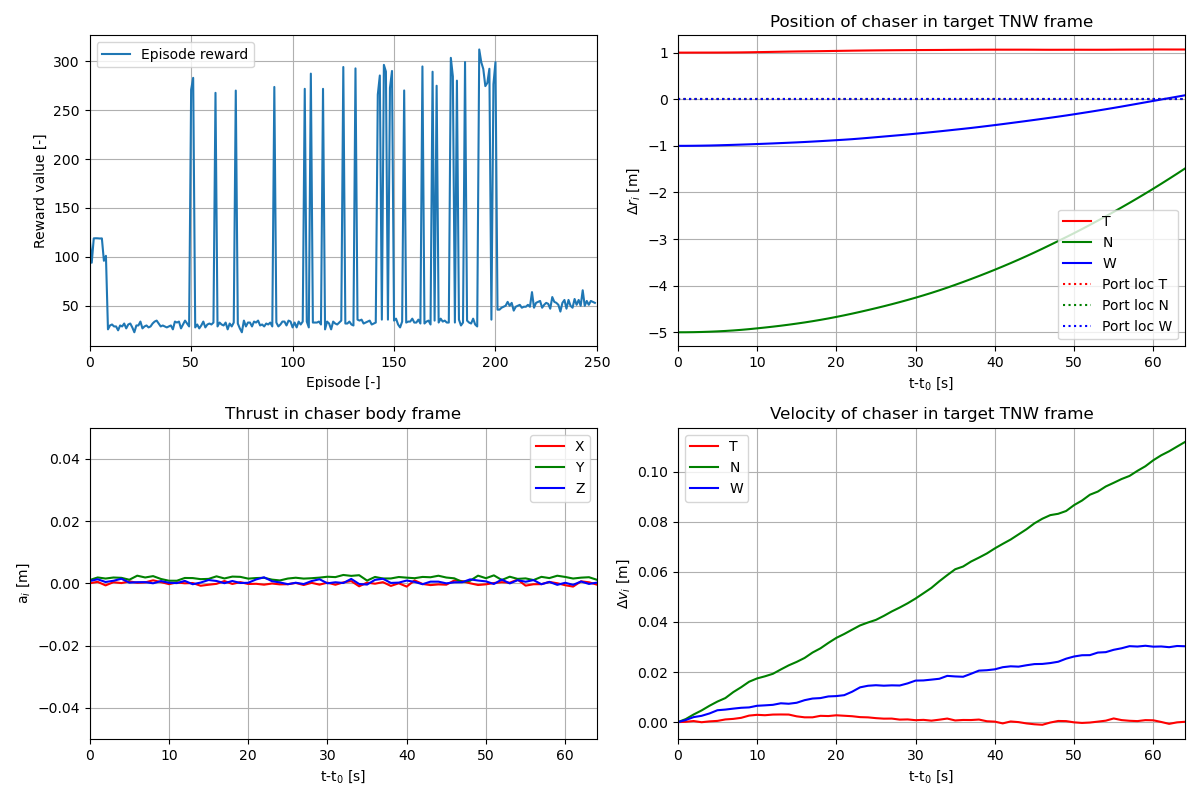 Episode reward
300
250
200
150
100
50
Reward value [-]
0
50
100
150
200
250
Episode [-]
Position of chaser in target TNW frame
1
0
−1
−2
−3
−4
−5
Δr_i [m]
T
N
W
Port loc T
Port loc N
Port loc W
0
10
20
30
40
50
60
t-t_0 [s]
Thrust in chaser body frame
X
Y
Z
0.04
0.02
0.00
−0.02
−0.04
a_i [m]
0
10
20
30
40
50
60
t-t_0 [s]
Velocity of chaser in target TNW frame
T
N
W
0.10
0.08
0.06
0.04
0.02
0.00
Δv_i [m]
0
10
20
30
40
50
60
t-t_0 [s]